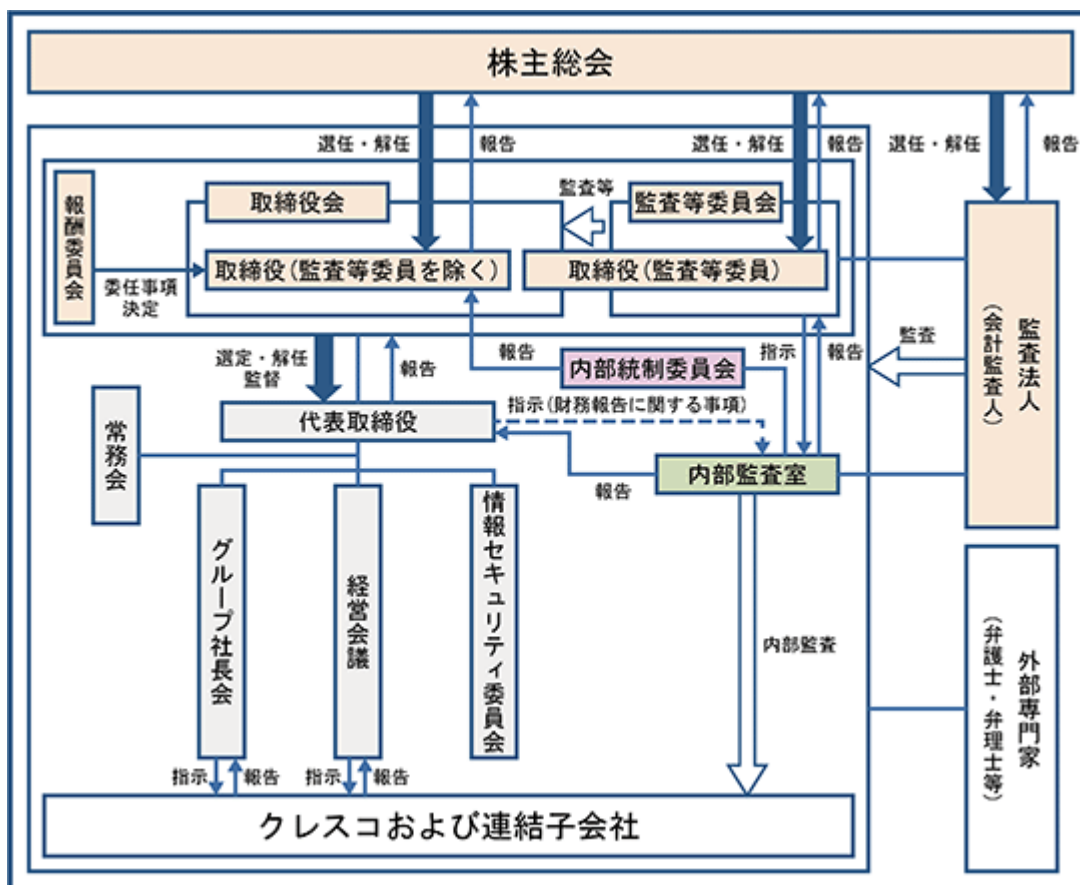 株主総会
選任・解任
報告
選任・解任
報告
選任・解任
報告
報酬委員会
取締役会
監査等
監査等委員会
取締役(監査等委員を除く)
取締役(監査等委員)
委任事項
決定
監査法人
(会計監査人)
監査
選定・解任
監督
報告
報告
内部統制委員会
指示
報告
指示(財務報告に関する事項)
代表取締役
常務会
内部監査室
報告
グループ社長会
経営会議
情報セキュリティ委員会
内部監査
外部専門家
(弁護士・弁理士等)
指示
報告
指示
報告
クレスコおよび連結子会社